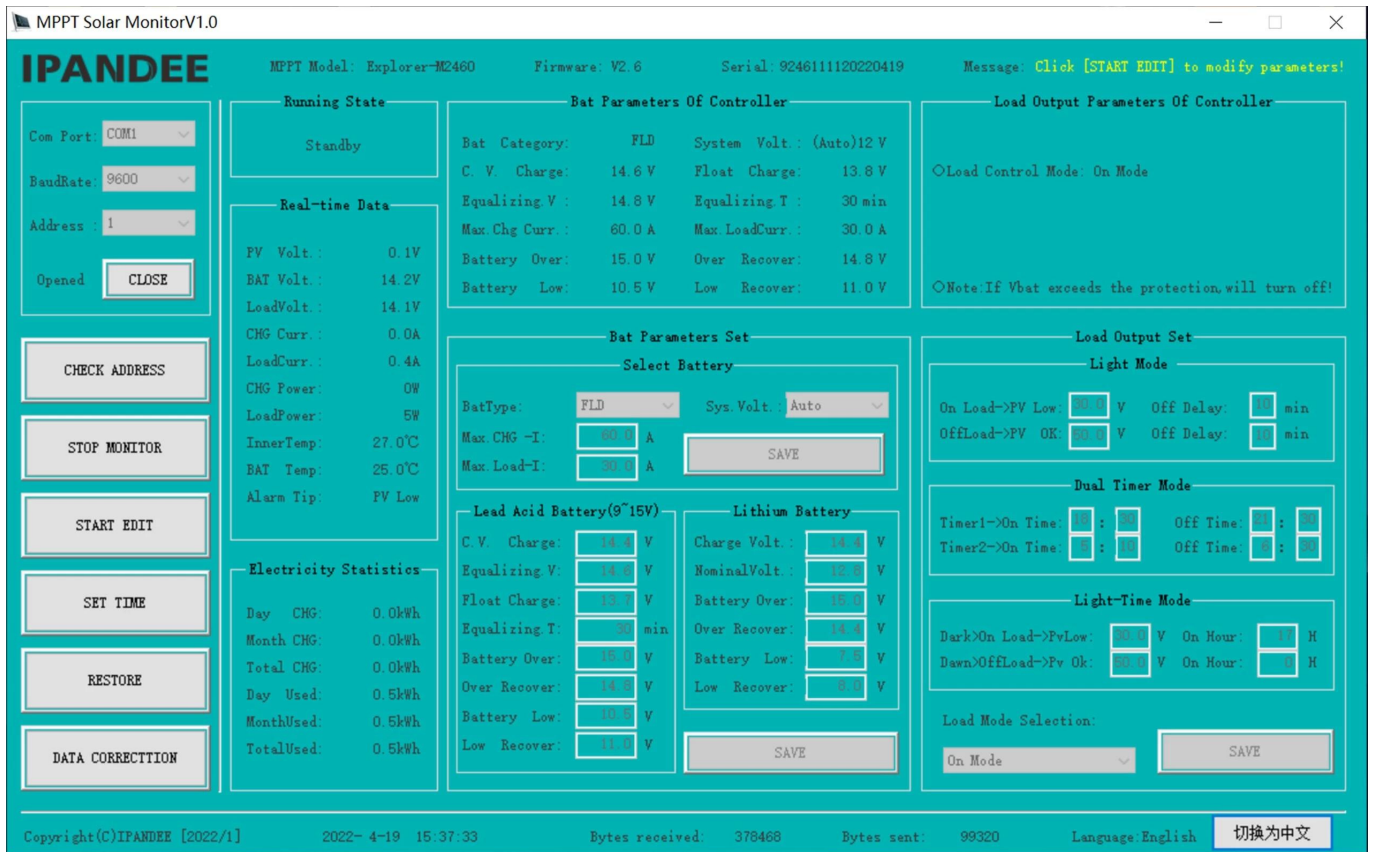 MPPT Solar MonitorV1.0
IPANDEE
MPPT Model: Explorer-M2460 Firmware: V2.6 Serial: 9246111120220419 Message: Click [START EDIT] to modify parameters!
Com Port: COM1
BaudRate: 9600
Address : 1
Opened CLOSE
CHECK ADDRESS
STOP MONITOR
START EDIT
SET TIME
RESTORE
DATA CORRECTTION
Running State
Standby
Real-time Data
PV Volt.: 0.1V
BAT Volt.: 14.2V
LoadVolt.: 14.1V
CHG Curr.: 0.0A
LoadCurr.: 0.4A
CHG Power: 0W
LoadPower: 5W
InnerTemp: 27.0℃
BAT Temp: 25.0℃
Alarm Tip: PV Low
Electricity Statistics
Day CHG: 0.0kWh
Month CHG: 0.0kWh
Total CHG: 0.0kWh
Day Used: 0.5kWh
MonthUsed: 0.5kWh
TotalUsed: 0.5kWh
Bat Parameters Of Controller
Bat Category: FLD System Volt.: (Auto)12 V
C. V. Charge: 14.6 V Float Charge: 13.8 V
Equalizing.V : 14.8 V Equalizing.T : 30 min
Max.Chg Curr.: 60.0 A Max.LoadCurr.: 30.0 A
Battery Over: 15.0 V Over Recover: 14.8 V
Battery Low: 10.5 V Low Recover: 11.0 V
Bat Parameters Set
Select Battery
BatType: FLD Sys.Volt.: Auto
Max.CHG -I: 60.0 A
Max.Load-I: 30.0 A
SAVE
Lead Acid Battery(9~15V)
C.V. Charge: 14.4 V
Equalizing.V: 14.6 V
Float Charge: 13.7 V
Equalizing.T: 30 min
Battery Over: 15.0 V
Over Recover: 14.8 V
Battery Low: 10.5 V
Low Recover: 11.0 V
Lithium Battery
Charge Volt.: 14.4 V
NominalVolt.: 12.8 V
Battery Over: 15.0 V
Over Recover: 14.4 V
Battery Low: 7.5 V
Low Recover: 8.0 V
SAVE
Load Output Parameters Of Controller
○Load Control Mode: On Mode
○Note:If Vbat exceeds the protection,will turn off!
Load Output Set
Light Mode
On Load->PV Low: 30.0 V Off Delay: 10 min
OffLoad->PV OK: 50.0 V Off Delay: 10 min
Dual Timer Mode
Timer1->On Time: 18 : 30 Off Time: 21 : 30
Timer2->On Time: 5 : 10 Off Time: 6 : 30
Light-Time Mode
Dark>On Load->PvLow: 30.0 V On Hour: 17 H
Dawn>OffLoad->Pv Ok: 50.0 V On Hour: 0 H
Load Mode Selection:
On Mode
SAVE
Copyright(C)IPANDEE [2022/1] 2022- 4-19 15:37:33 Bytes received: 378468 Bytes sent: 99320 Language:English 切换为中文